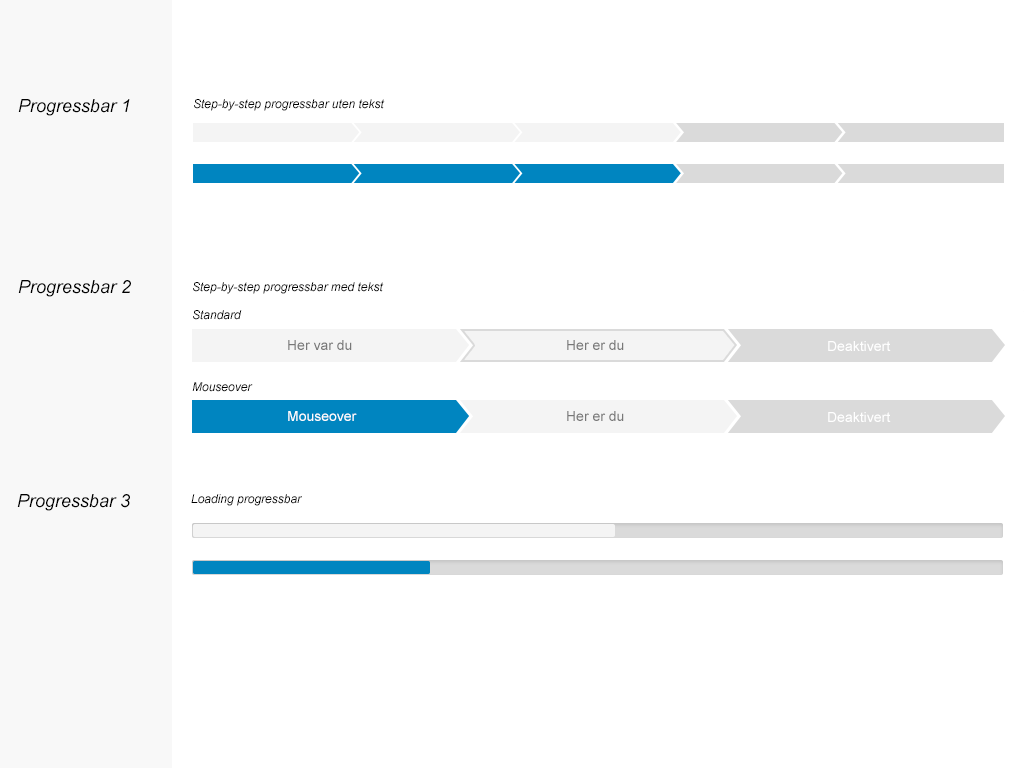 Progressbar 1
Step-by-step progressbar uten tekst
Progressbar 2
Step-by-step progressbar med tekst
Standard
Her var du
Her er du
Deaktivert
Mouseover
Mouseover
Her er du
Deaktivert
Progressbar 3
Loading progressbar